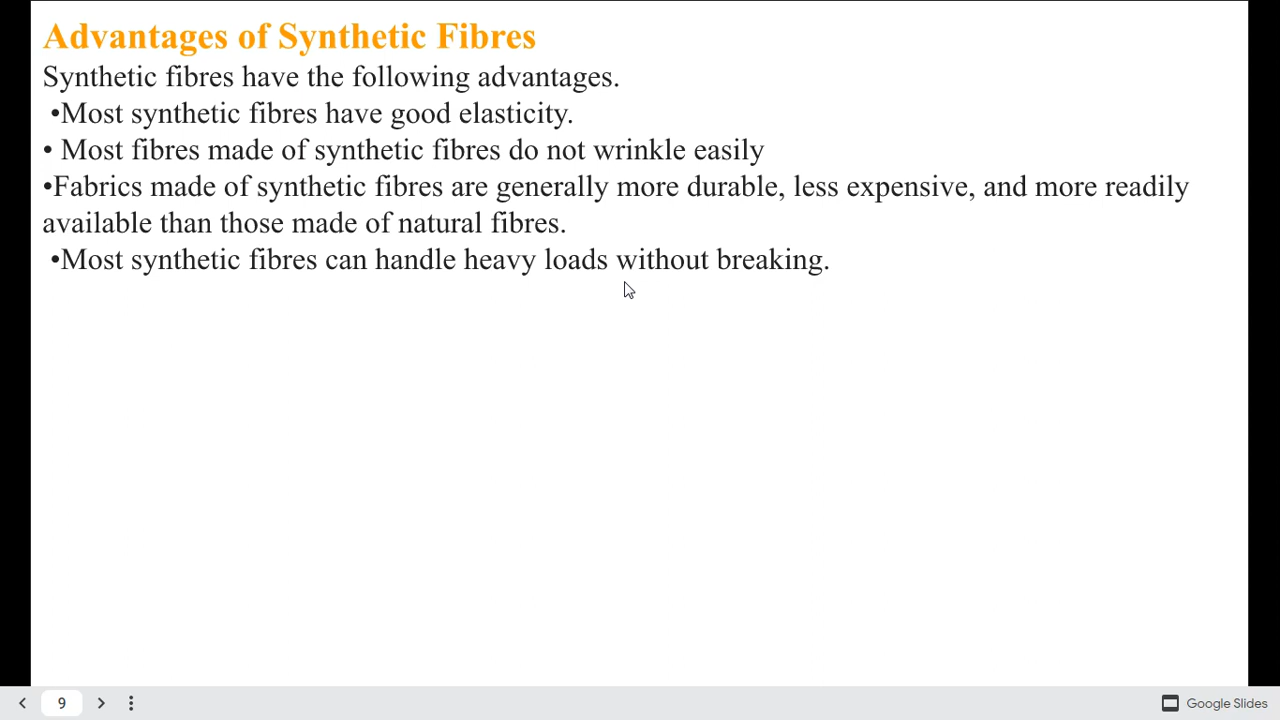 Advantages of Synthetic Fibres
Synthetic fibres have the following advantages.
•Most synthetic fibres have good elasticity.
• Most fibres made of synthetic fibres do not wrinkle easily
•Fabrics made of synthetic fibres are generally more durable, less expensive, and more readily
available than those made of natural fibres.
•Most synthetic fibres can handle heavy loads without breaking.
9
Google Slides